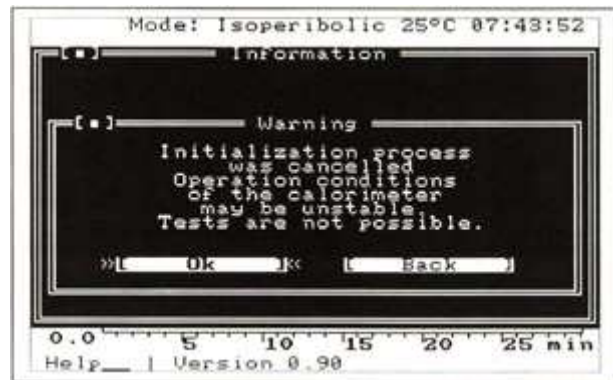 Mode: Isoperibolic 25°C 07:43:52
Information
Warning
Initialization process
was cancelled
Operation conditions
of the calorimeter
may be unstable.
Tests are not possible.
Ok Back
0.0 5 10 15 20 25 min
Help__ | Version 0.90